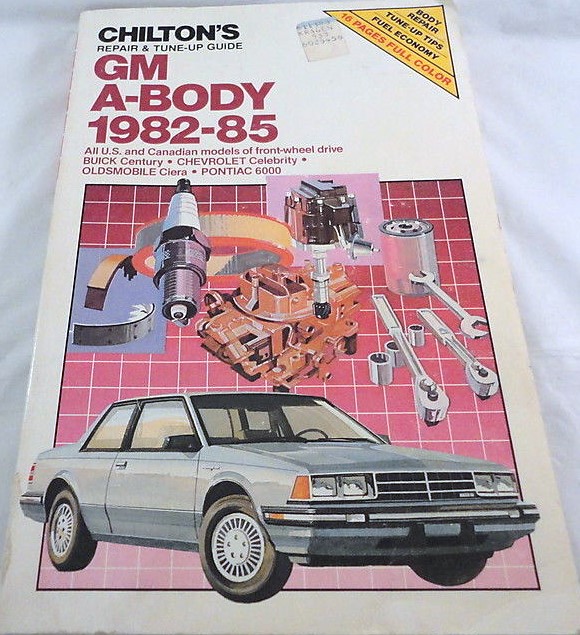 CHILTON'S
REPAIR & TUNE-UP GUIDE
GM
A-BODY
1982-85
All U.S. and Canadian models of front-wheel drive
BUICK Century • CHEVROLET Celebrity •
OLDSMOBILE Ciera • PONTIAC 6000
BODY
REPAIR
TUNE-UP TIPS
FUEL ECONOMY
16 PAGES FULL COLOR